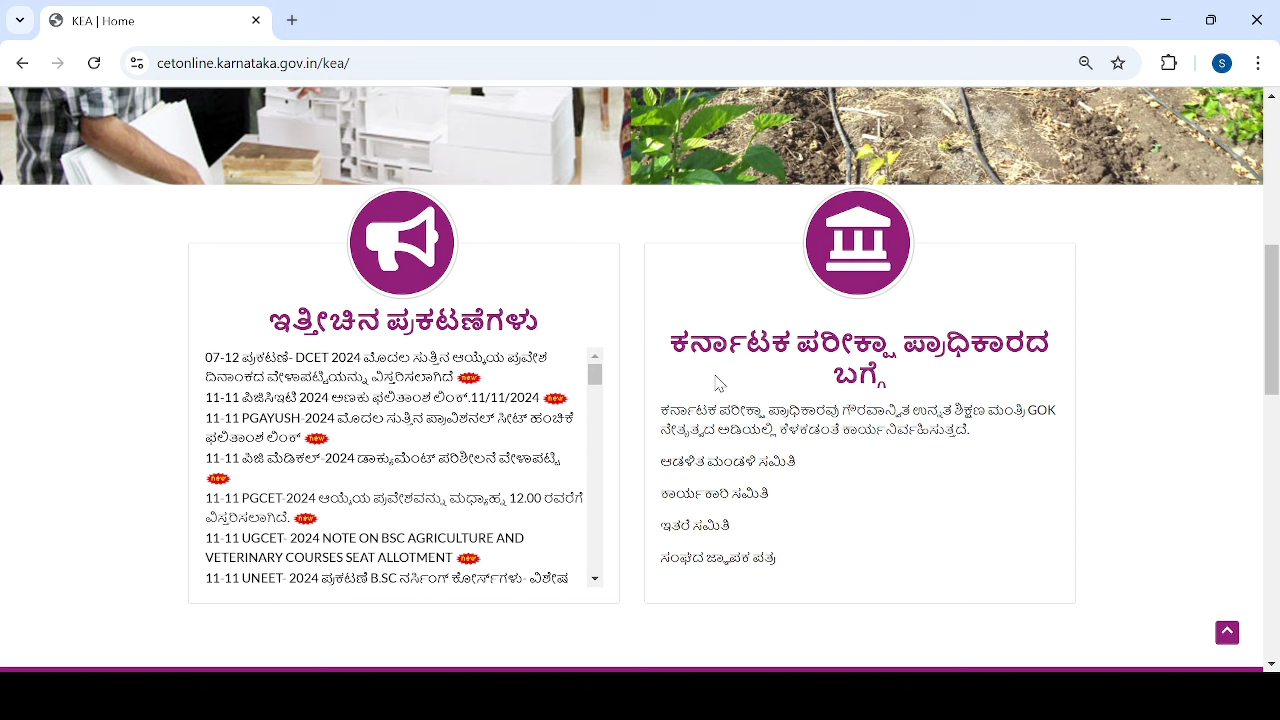 KEA | Home
cetonline.karnataka.gov.in/kea/
S
ಇತ್ತೀಚಿನ ಪ್ರಕಟಣೆಗಳು
07-12 ಪ್ರಕಟಣೆ- DCET 2024 ಮೊದಲ ಸುತ್ತಿನ ಆಯ್ಕೆಯ ಪ್ರವೇಶ
ದಿನಾಂಕದ ವೇಳಾಪಟ್ಟಿಯನ್ನು ವಿಸ್ತರಿಸಲಾಗಿದೆ new
11-11 ಪಿಜಿಸಿಇಟಿ 2024 ಅಣಕು ಫಲಿತಾಂಶ ಲಿಂಕ್.11/11/2024 new
11-11 PGAYUSH-2024 ಮೊದಲ ಸುತ್ತಿನ ಪ್ರಾವಿಶನಲ್ ಸೀಟ್ ಹಂಚಿಕೆ
ಫಲಿತಾಂಶ ಲಿಂಕ್ new
11-11 ಪಿಜಿ ಮೆಡಿಕಲ್-2024 ಡಾಕ್ಯುಮೆಂಟ್ ಪರಿಶೀಲನೆ ವೇಳಾಪಟ್ಟಿ
new
11-11 PGCET-2024 ಆಯ್ಕೆಯ ಪ್ರವೇಶವನ್ನು ಮಧ್ಯಾಹ್ನ 12.00 ರವರೆಗೆ
ವಿಸ್ತರಿಸಲಾಗಿದೆ. new
11-11 UGCET- 2024 NOTE ON BSC AGRICULTURE AND
VETERINARY COURSES SEAT ALLOTMENT new
11-11 UNEET- 2024 ಪ್ರಕಟಣೆ B.SC ನರ್ಸಿಂಗ್ ಕೋರ್ಸ್‌ಗಳು- ವಿಶೇಷ
ಕರ್ನಾಟಕ ಪರೀಕ್ಷಾ ಪ್ರಾಧಿಕಾರದ
ಬಗ್ಗೆ
ಕರ್ನಾಟಕ ಪರೀಕ್ಷಾ ಪ್ರಾಧಿಕಾರವು ಗೌರವಾನ್ವಿತ ಉನ್ನತ ಶಿಕ್ಷಣ ಮಂತ್ರಿ GOK
ನೇತೃತ್ವದ ಅಡಿಯಲ್ಲಿ ಕೆಳಕಂಡಂತೆ ಕಾರ್ಯನಿರ್ವಹಿಸುತ್ತದೆ.
ಆಡಳಿತ ಮಂಡಳಿ ಸಮಿತಿ
ಕಾರ್ಯಕಾರಿ ಸಮಿತಿ
ಇತರೆ ಸಮಿತಿ
ಸಂಘದ ಜ್ಞಾಪಕ ಪತ್ರ